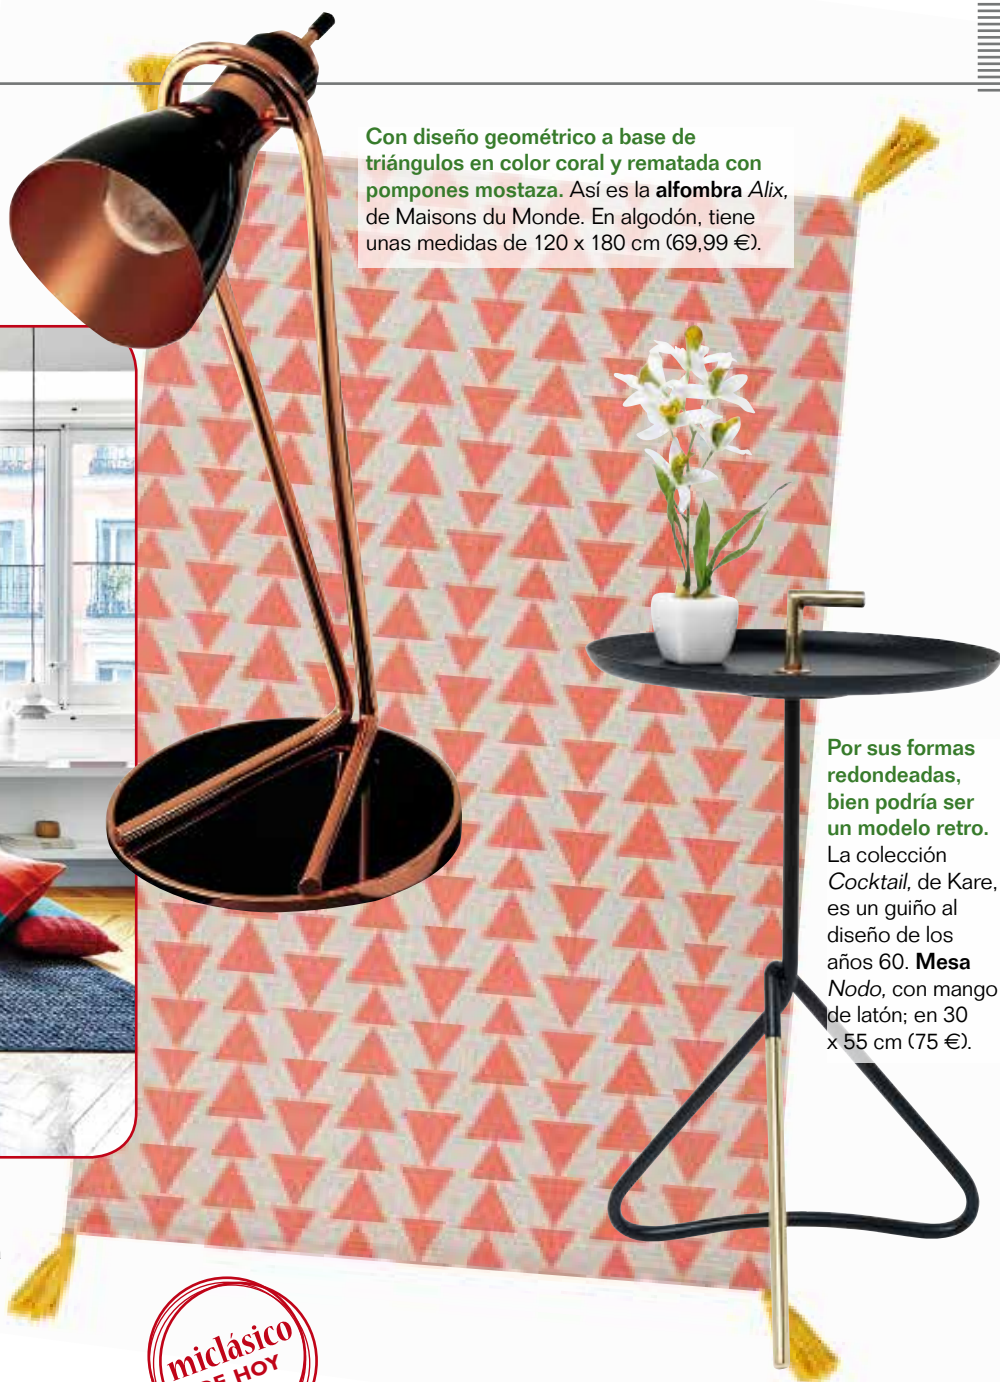 Con diseño geométrico a base de
triángulos en color coral y rematada con
pompones mostaza. Así es la alfombra Alix,
de Maisons du Monde. En algodón, tiene
unas medidas de 120 x 180 cm (69,99 €).
Por sus formas
redondeadas,
bien podría ser
un modelo retro.
La colección
Cocktail, de Kare,
es un guiño al
diseño de los
años 60. Mesa
Nodo, con mango
de latón; en 30
x 55 cm (75 €).
miclásico
DE HOY